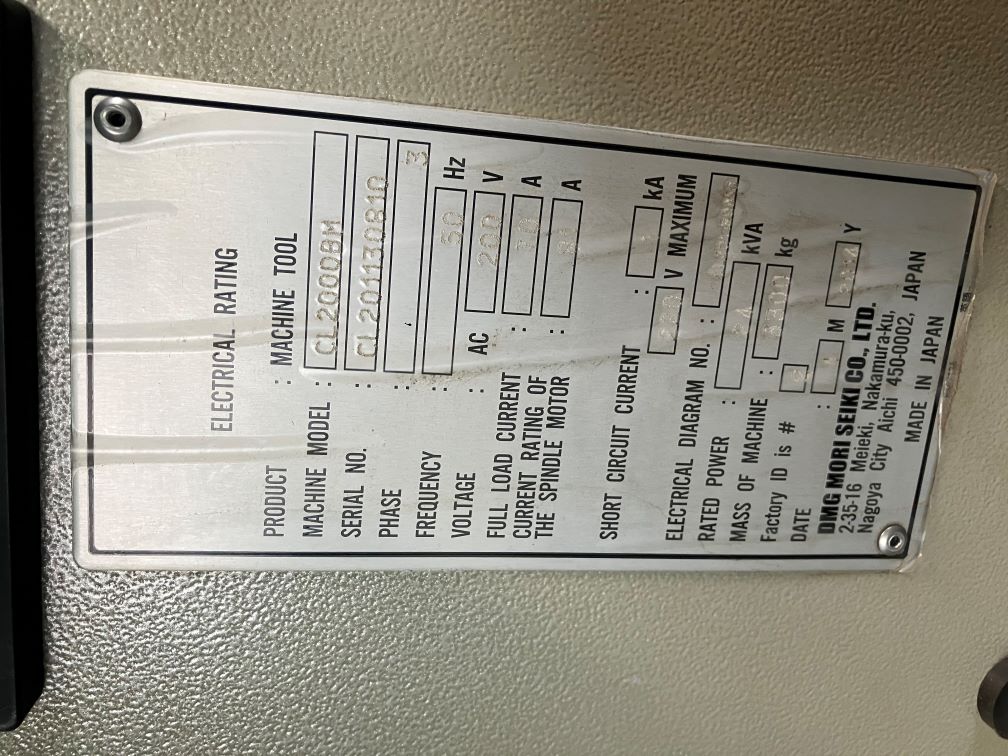 ELECTRICAL RATING
PRODUCT : MACHINE TOOL
MACHINE MODEL : CL2000BM
SERIAL NO. : CL201130810
PHASE : 3
FREQUENCY : 50 Hz
VOLTAGE : AC 200 V
FULL LOAD CURRENT : A
CURRENT RATING OF
THE SPINDLE MOTOR : A
SHORT CIRCUIT CURRENT : kA
V MAXIMUM
ELECTRICAL DIAGRAM NO. :
RATED POWER : 24 kVA
MASS OF MACHINE : kg
Factory ID is #
DATE : M Y
DMG MORI SEIKI CO., LTD.
2-35-16 Meieki, Nakamura-ku,
Nagoya City Aichi 450-0002, JAPAN
MADE IN JAPAN